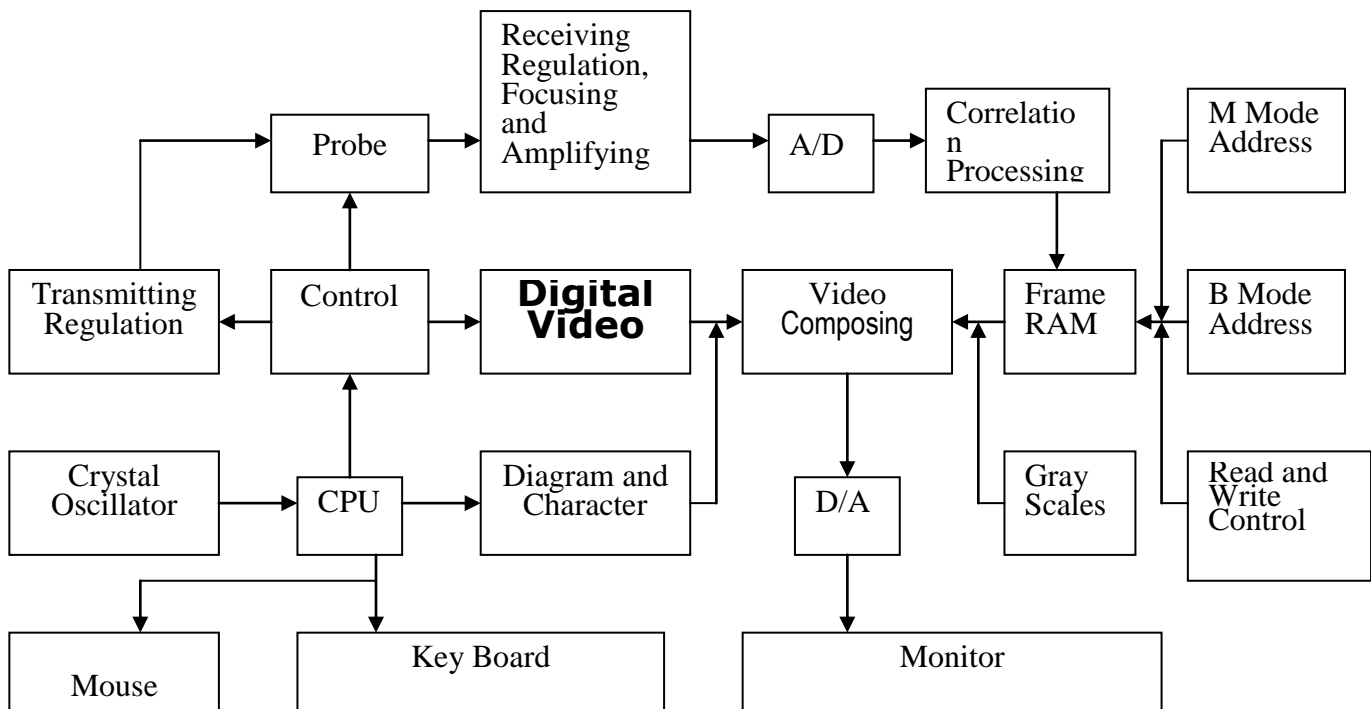 Receiving
Regulation,
Focusing
and
Amplifying
Probe
A/D
Correlatio
n
Processing
M Mode
Address
Transmitting
Regulation
Control
Digital
Video
Video
Composing
Frame
RAM
B Mode
Address
Crystal
Oscillator
CPU
Diagram and
Character
D/A
Gray
Scales
Read and
Write
Control
Mouse
Key Board
Monitor